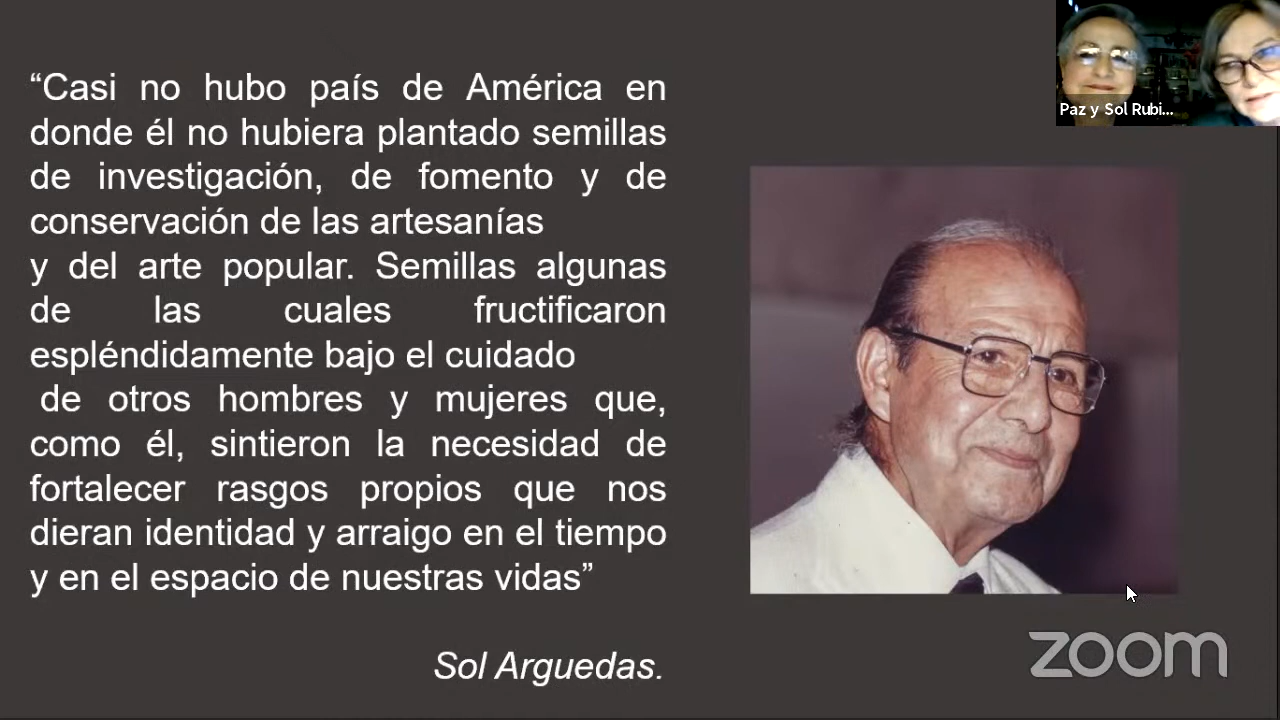 “Casi no hubo país de América en
donde él no hubiera plantado semillas
de investigación, de fomento y de
conservación de las artesanías
y del arte popular. Semillas algunas
de las cuales fructificaron
espléndidamente bajo el cuidado
de otros hombres y mujeres que,
como él, sintieron la necesidad de
fortalecer rasgos propios que nos
dieran identidad y arraigo en el tiempo
y en el espacio de nuestras vidas”
Sol Arguedas.
Paz y Sol Rubi...
zoom